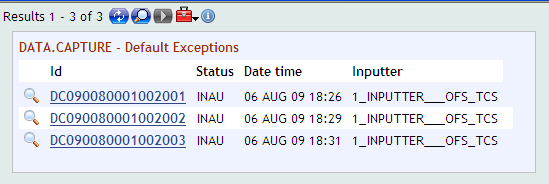 Results 1 - 3 of 3
DATA.CAPTURE - Default Exceptions
Id Status Date time Inputter
DC090080001002001 INAU 06 AUG 09 18:26 1_INPUTTER___OFS_TCS
DC090080001002002 INAU 06 AUG 09 18:29 1_INPUTTER___OFS_TCS
DC090080001002003 INAU 06 AUG 09 18:31 1_INPUTTER___OFS_TCS